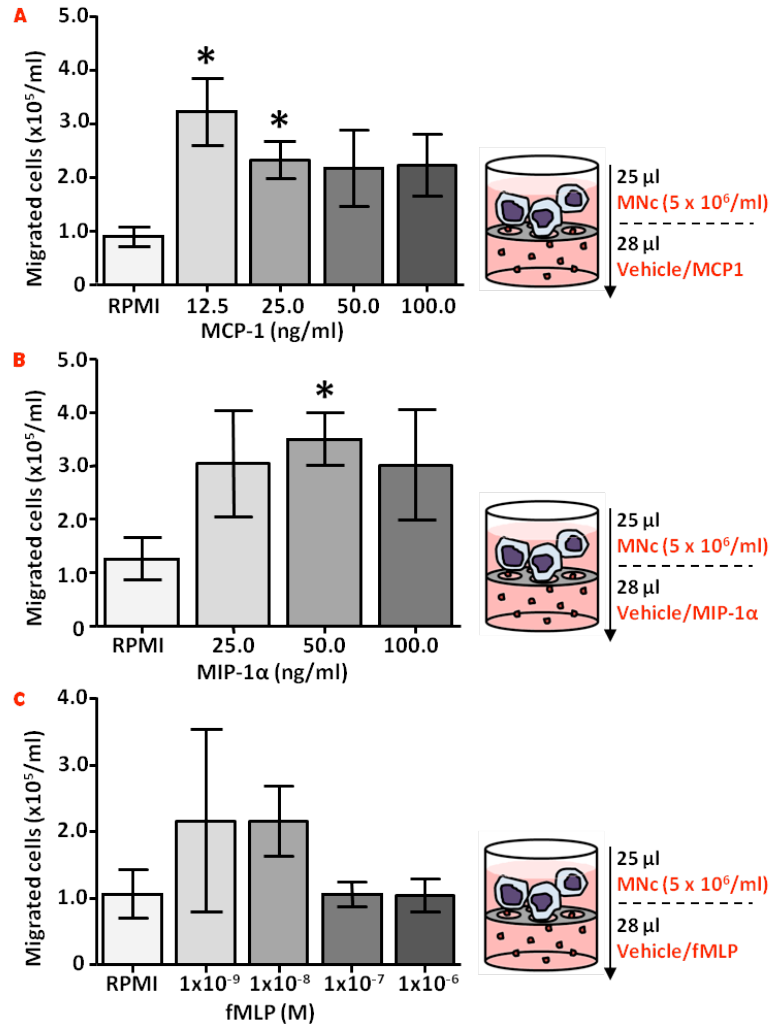 A
Migrated cells (x10⁵/ml)
5.0
4.0
3.0
2.0
1.0
0
*
*
RPMI 12.5 25.0 50.0 100.0
MCP-1 (ng/ml)
25 µl
MNc (5 x 10⁶/ml)
28 µl
Vehicle/MCP1
B
Migrated cells (x10⁵/ml)
5.0
4.0
3.0
2.0
1.0
0
*
RPMI 25.0 50.0 100.0
MIP-1α (ng/ml)
25 µl
MNc (5 x 10⁶/ml)
28 µl
Vehicle/MIP-1α
C
Migrated cells (x10⁵/ml)
4.0
3.0
2.0
1.0
0
RPMI 1x10⁻⁹ 1x10⁻⁸ 1x10⁻⁷ 1x10⁻⁶
fMLP (M)
25 µl
MNc (5 x 10⁶/ml)
28 µl
Vehicle/fMLP